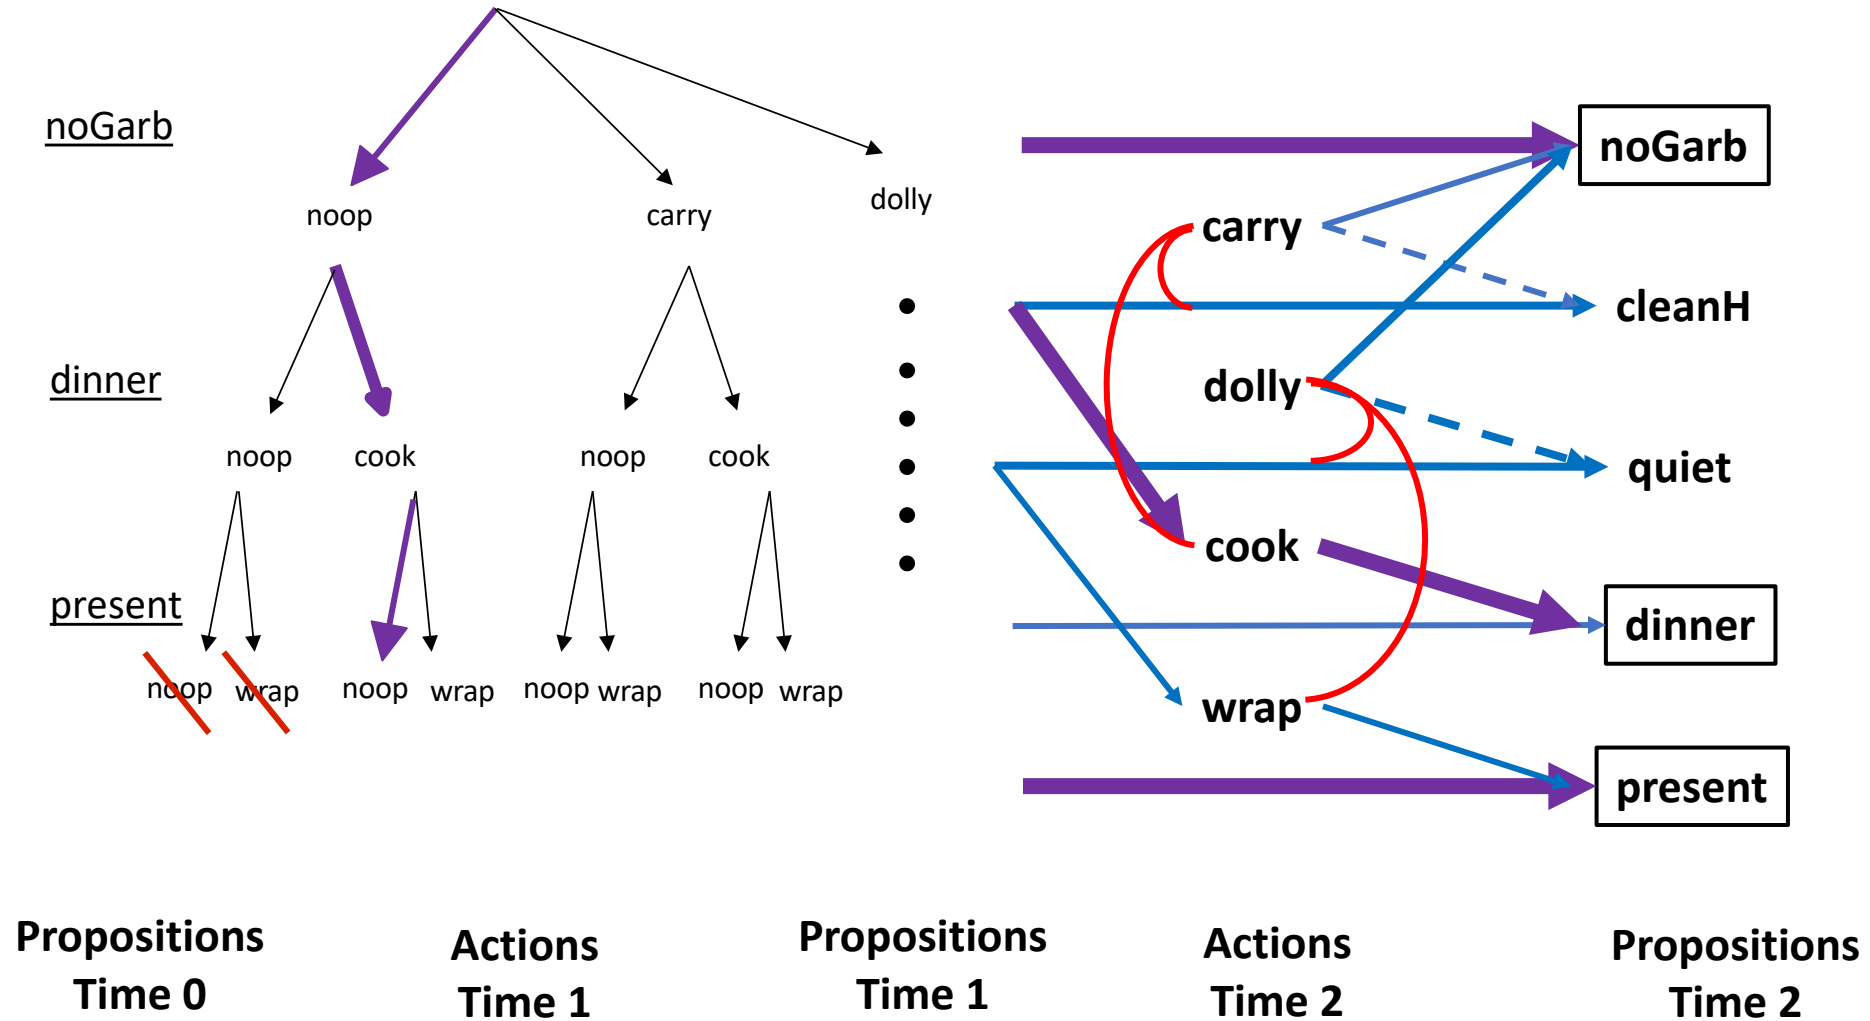 noGarb
noop
carry
dolly
dinner
noop
cook
noop
cook
present
noop
wrap
noop
wrap
noop
wrap
noop
wrap
noGarb
carry
cleanH
dolly
quiet
cook
dinner
wrap
present
Propositions
Time 0
Actions
Time 1
Propositions
Time 1
Actions
Time 2
Propositions
Time 2